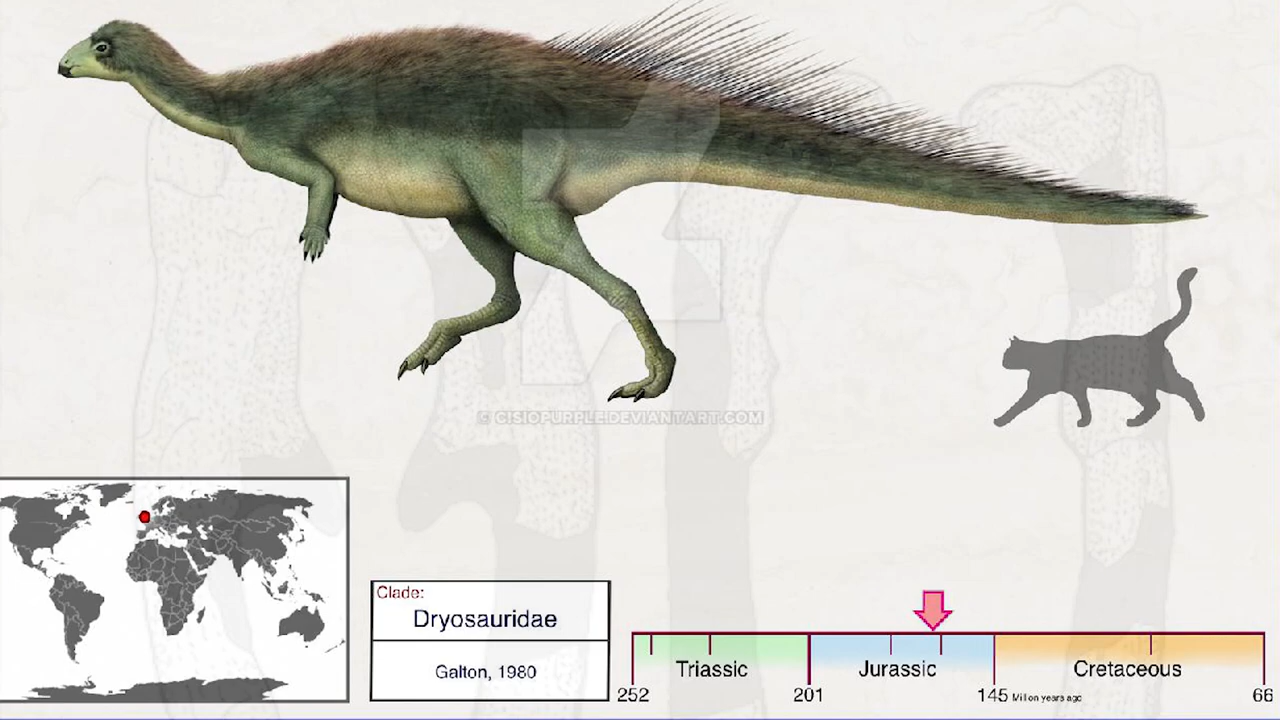 © CISIOPURPLE.DEVIANTART.COM
Clade:
Dryosauridae
Galton, 1980
Triassic
Jurassic
Cretaceous
252
201
145 Million years ago
66